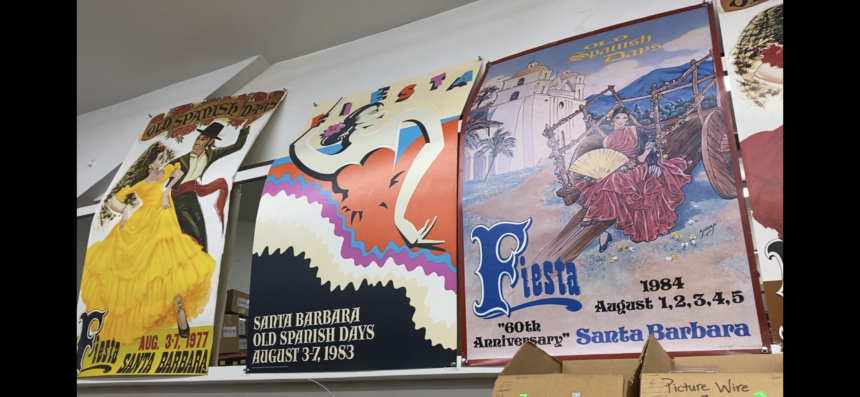 OLD SPANISH DAYS
Fiesta
AUG. 3-7, 1977
SANTA BARBARA
FIESTA
SANTA BARBARA
OLD SPANISH DAYS
AUGUST 3-7, 1983
OLD
Spanish
Days
Fiesta
1984
August 1,2,3,4,5
"60th
Anniversary"
Santa Barbara
Picture Wire